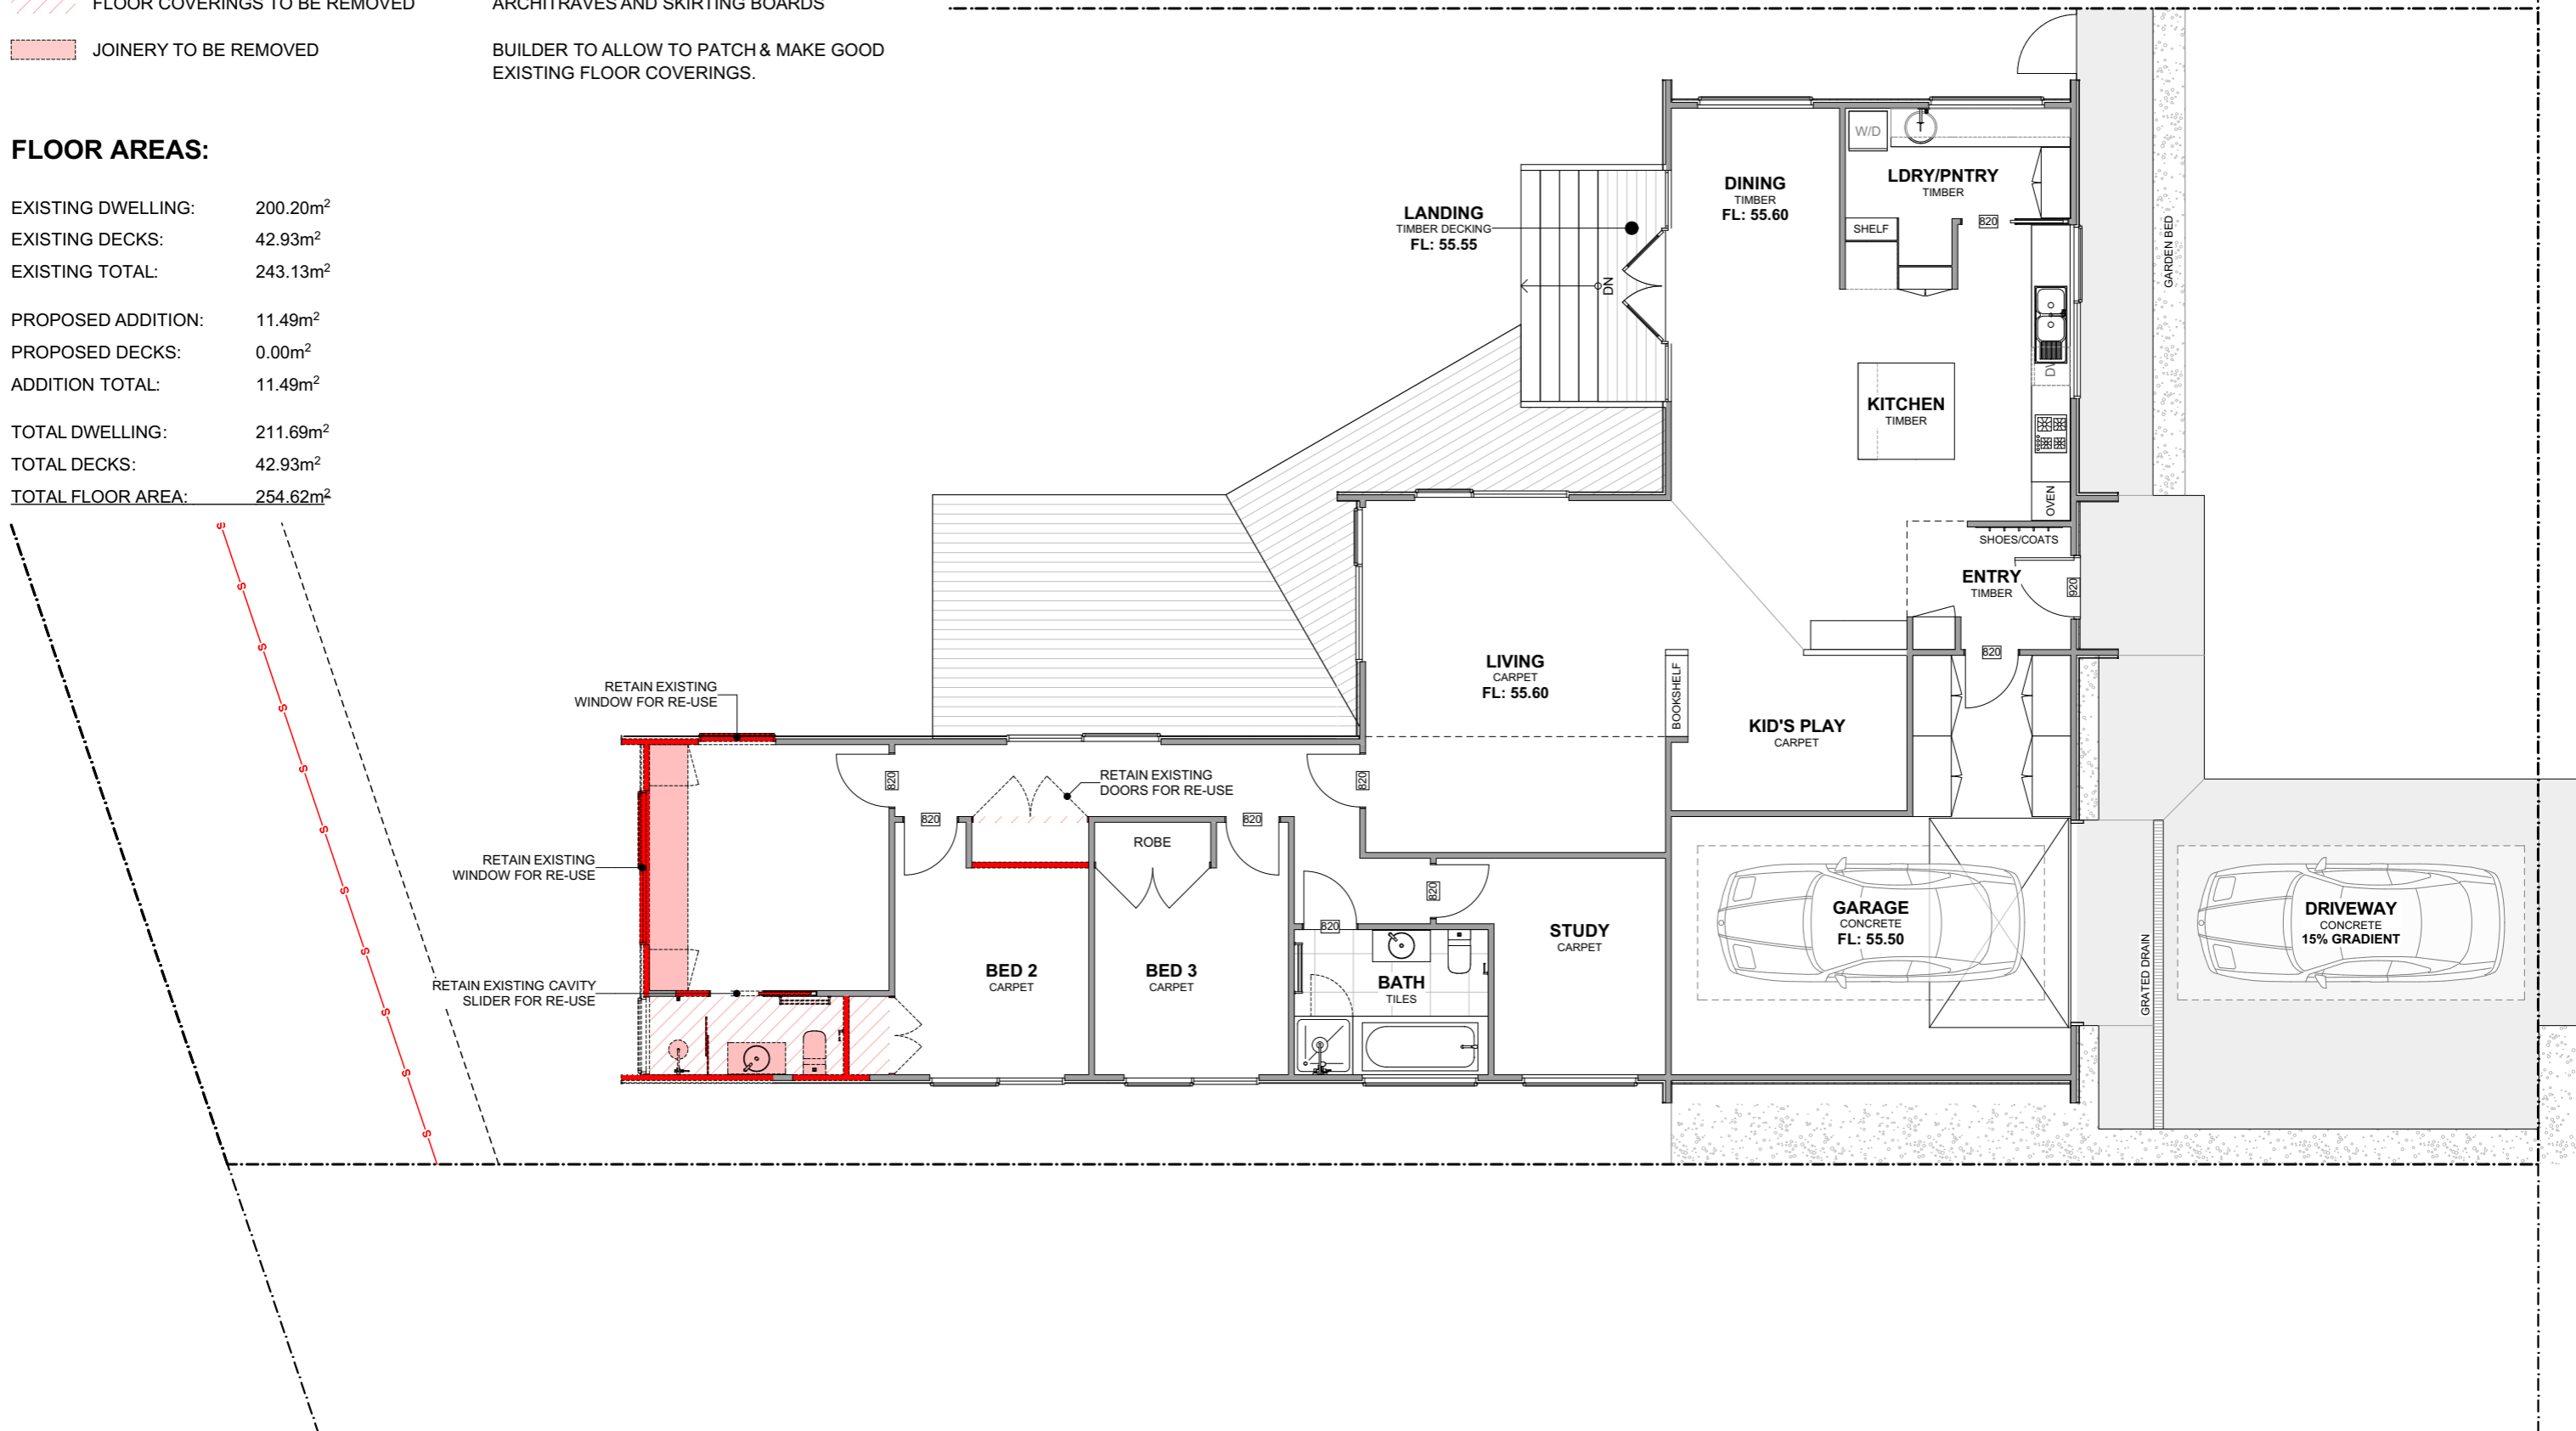 FLOOR COVERINGS TO BE REMOVED
ARCHITRAVES AND SKIRTING BOARDS
JOINERY TO BE REMOVED
BUILDER TO ALLOW TO PATCH & MAKE GOOD
EXISTING FLOOR COVERINGS.
FLOOR AREAS:
EXISTING DWELLING: 200.20m²
EXISTING DECKS: 42.93m²
EXISTING TOTAL: 243.13m²
PROPOSED ADDITION: 11.49m²
PROPOSED DECKS: 0.00m²
ADDITION TOTAL: 11.49m²
TOTAL DWELLING: 211.69m²
TOTAL DECKS: 42.93m²
TOTAL FLOOR AREA: 254.62m²
S
S
S
S
S
S
S
S
S
S
S
W/D
LDRY/PNTRY
TIMBER
DINING
TIMBER
FL: 55.60
LANDING
TIMBER DECKING
FL: 55.55
SHELF
820
DN
GARDEN BED
KITCHEN
TIMBER
OVEN
SHOES/COATS
ENTRY
TIMBER
920
820
LIVING
CARPET
FL: 55.60
BOOKSHELF
KID'S PLAY
CARPET
RETAIN EXISTING
WINDOW FOR RE-USE
RETAIN EXISTING
DOORS FOR RE-USE
820
820
820
820
ROBE
RETAIN EXISTING
WINDOW FOR RE-USE
820
820
RETAIN EXISTING CAVITY
SLIDER FOR RE-USE
BED 2
CARPET
BED 3
CARPET
BATH
TILES
STUDY
CARPET
GARAGE
CONCRETE
FL: 55.50
GRATED DRAIN
DRIVEWAY
CONCRETE
15% GRADIENT